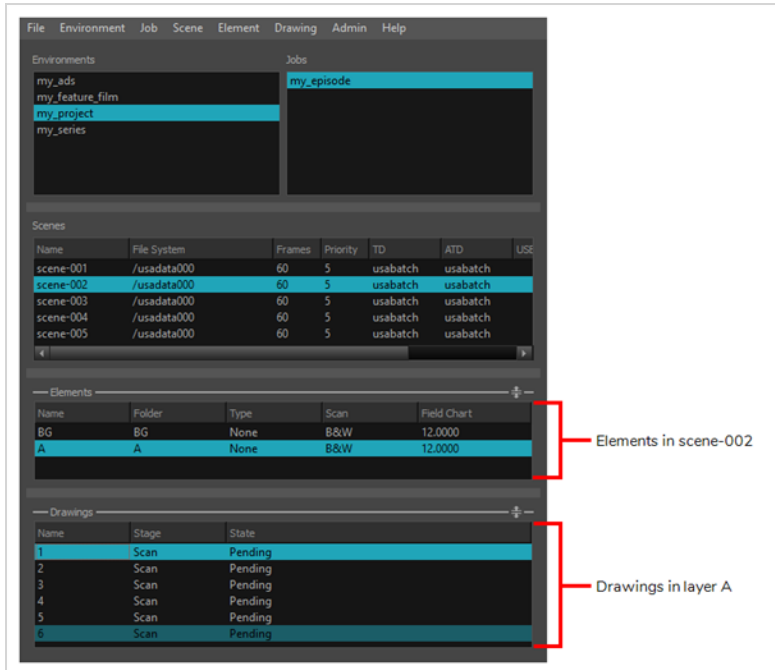 File Environment Job Scene Element Drawing Admin Help
Environments
my_ads
my_feature_film
my_project
my_series
Jobs
my_episode
Scenes
Name File System Frames Priority TD ATD USE
scene-001 /usadata000 60 5 usabatch usabatch
scene-002 /usadata000 60 5 usabatch usabatch
scene-003 /usadata000 60 5 usabatch usabatch
scene-004 /usadata000 60 5 usabatch usabatch
scene-005 /usadata000 60 5 usabatch usabatch
Elements
Name Folder Type Scan Field Chart
BG BG None B&W 12.0000
A A None B&W 12.0000
Elements in scene-002
Drawings
Name Stage State
1 Scan Pending
2 Scan Pending
3 Scan Pending
4 Scan Pending
5 Scan Pending
6 Scan Pending
Drawings in layer A